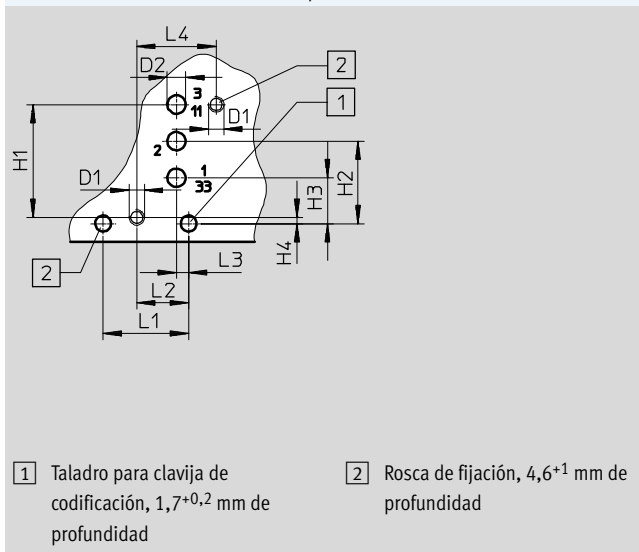 L4
D2
2
3
11
1
D1
2
H1
1
33
D1
H3
H2
H4
2
L3
L2
L1
1 Taladro para clavija de
codificación, 1,7+0,2 mm de
profundidad
2 Rosca de fijación, 4,6+1 mm de
profundidad